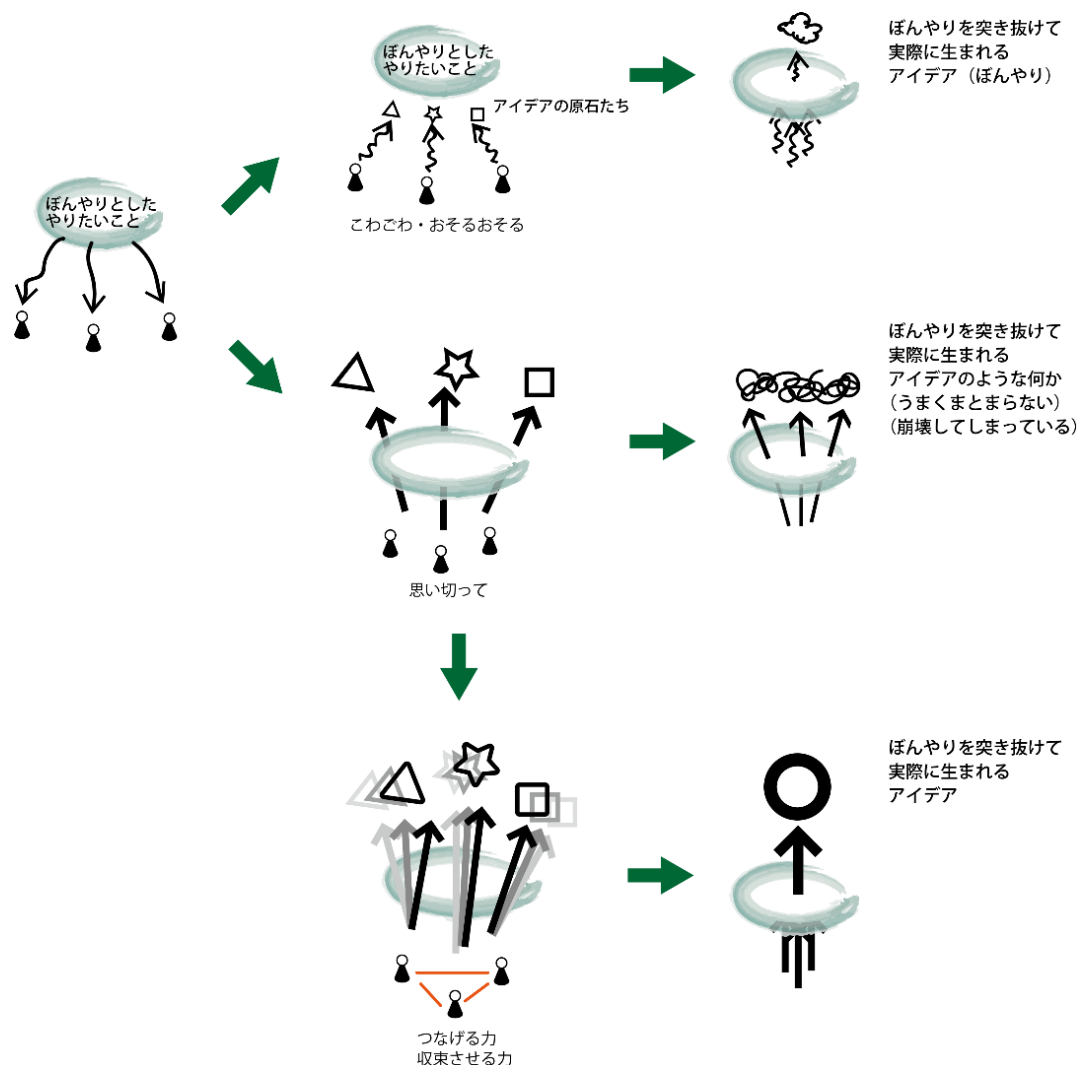 ぼんやりとした
やりたいこと
アイデアの原石たち
こわごわ・おそるおそる
ぼんやりを突き抜けて
実際に生まれる
アイデア（ぼんやり）
ぼんやりとした
やりたいこと
思い切って
ぼんやりを突き抜けて
実際に生まれる
アイデアのような何か
（うまくまとまらない）
（崩壊してしまっている）
つなげる力
収束させる力
ぼんやりを突き抜けて
実際に生まれる
アイデア